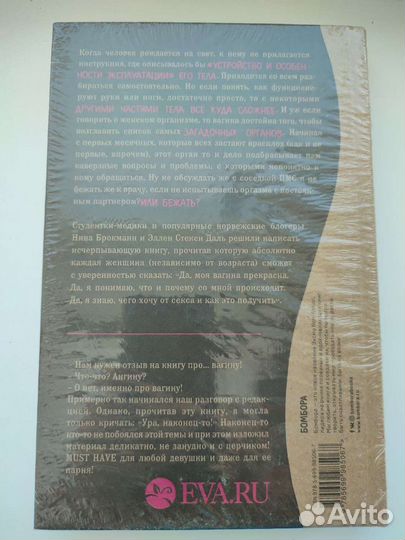 Когда человек рождается на свет, к нему не прилагается
инструкция, где описывалось бы «УСТРОЙСТВО И ОСОБЕН-
НОСТИ ЭКСПЛУАТАЦИИ» ЕГО ТЕЛА. Приходится со всем раз-
бираться самостоятельно. Но если понять, как функциони-
руют руки или ноги, достаточно просто, то с некоторыми
ДРУГИМИ ЧАСТЯМИ ТЕЛА ВСЕ КУДА СЛОЖНЕЕ. И уж если
говорить о женском организме, то вагина достойна того, чтобы
возглавить список самых ЗАГАДОЧНЫХ ОРГАНОВ. Начиная
с первых месячных, которые всех застают врасплох (как и не
первые, впрочем), этот орган то и дело подбрасывает нам
каверзные вопросы и проблемы, с которыми непонятно и
кому обращаться. Ну не обсуждать же с соседкой ПМС и не
бежать же к врачу, если не испытываешь оргазма с постоян-
ным партнером? ИЛИ БЕЖАТЬ?
Студентки-медики и популярные норвежские блогеры
Нина Брокманн и Эллен Стекен Даль решили написать
исчерпывающую книгу, прочитав которую абсолютно
каждая женщина (независимо от возраста) сможет
с уверенностью сказать: «Да, моя вагина прекрасна.
Да, я понимаю, что и почему со мной происходит.
Да, я знаю, чего хочу от секса и как это получить».
Нам нужен отзыв на книгу про... вагину!
Что-что? Ангину?
- О нет, именно про вагину!
Примерно так начинался наш разговор с редак-
цией. Однако, прочитав эту книгу, я могла
только кричать: «Ура, наконец-то!» Наконец-то
кто-то не побоялся этой темы и при этом изложил
материал деликатно, не занудно и с перчинкой.
MUST HAVE для любой девушки и даже для ее
парня!
EVA.RU
БОМБОРА
Avito